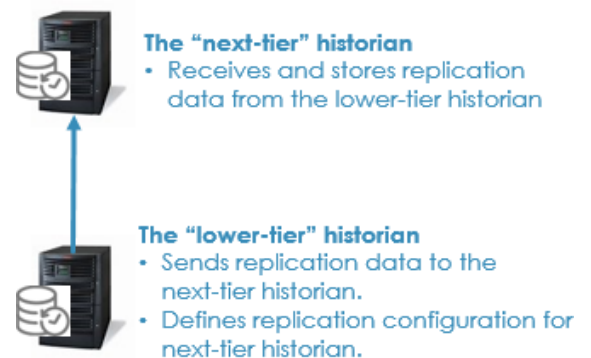 The “next-tier” historian
• Receives and stores replication
data from the lower-tier historian
The “lower-tier” historian
• Sends replication data to the
next-tier historian.
• Defines replication configuration for
next-tier historian.